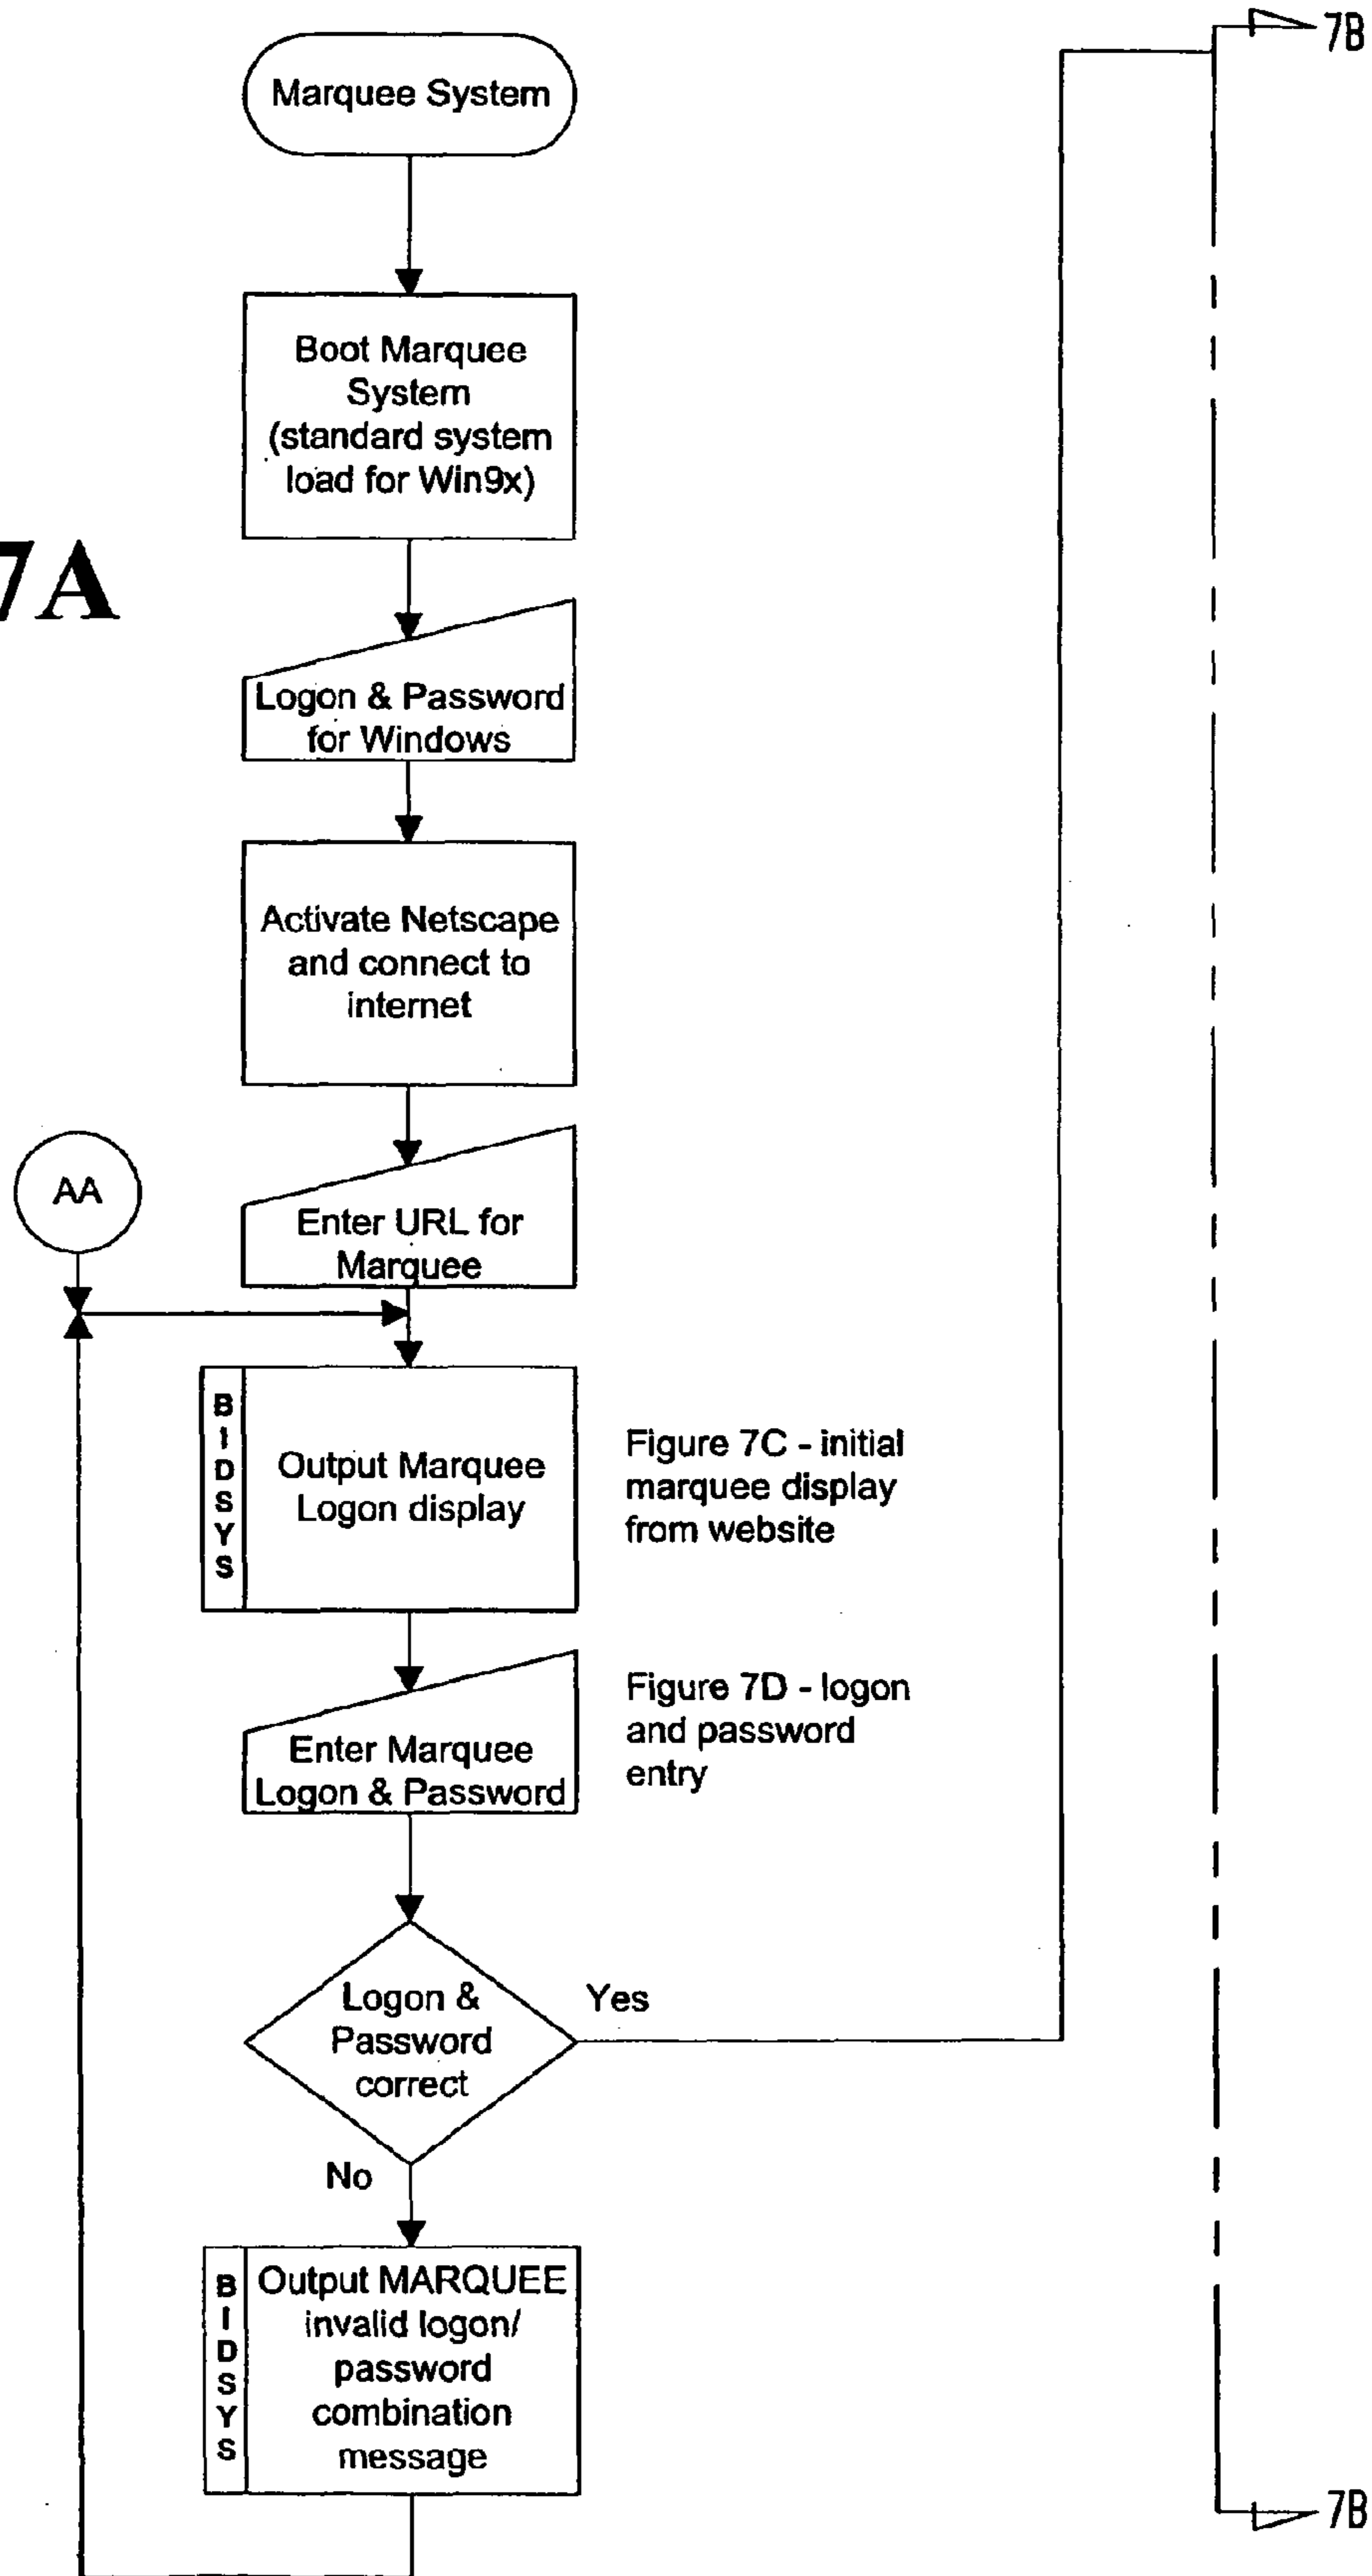 7B
Marquee System
Boot Marquee
System
(standard system
load for Win9x)
7A
Logon & Password
for Windows
Activate Netscape
and connect to
internet
AA
Enter URL for
Marquee
BIDSYS
Output Marquee
Logon display
Figure 7C - initial
marquee display
from website
Enter Marquee
Logon & Password
Figure 7D - logon
and password
entry
Logon &
Password
correct
Yes
No
BIDSYS
Output MARQUEE
invalid logon/
password
combination
message
7B